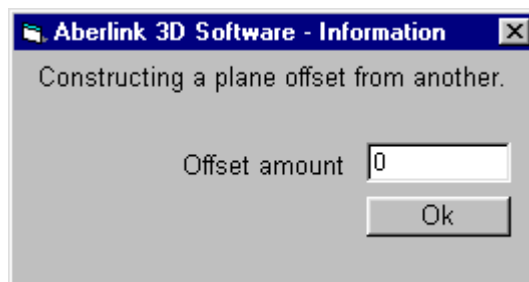 Aberlink 3D Software - Information
Constructing a plane offset from another.
Offset amount 0
Ok